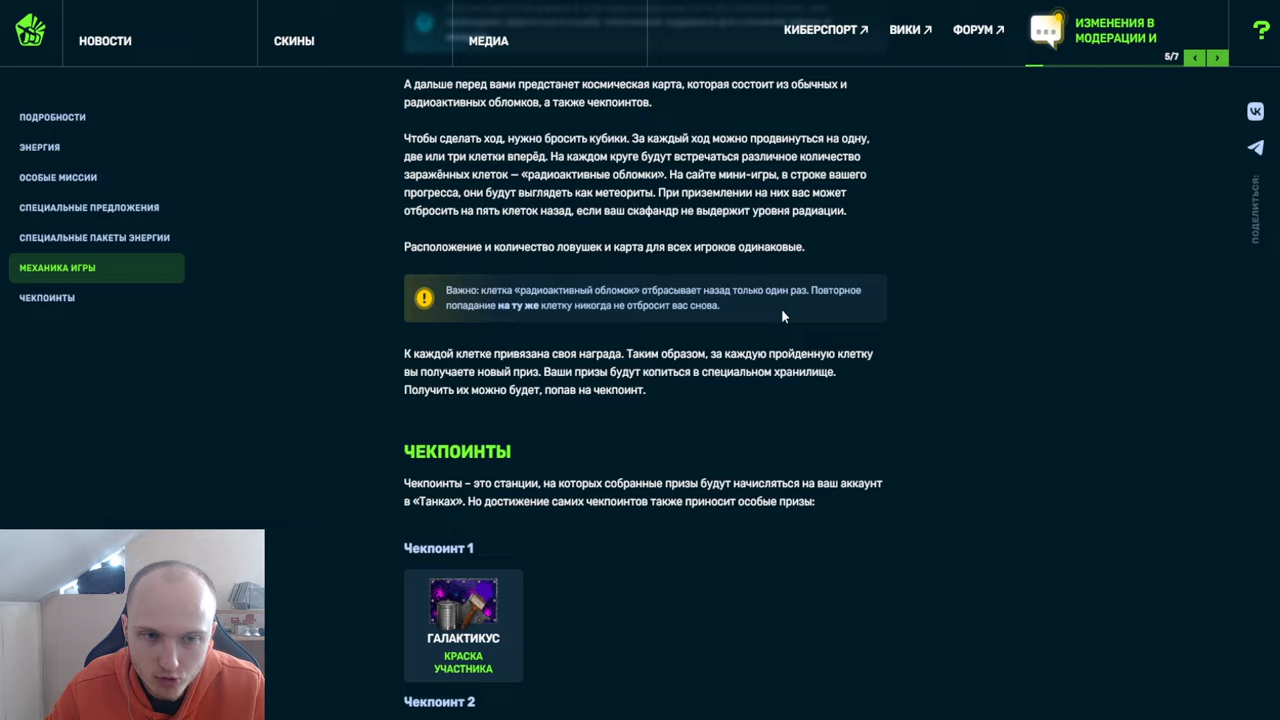 НОВОСТИ
СКИНЫ
МЕДИА
КИБЕРСПОРТ
ВИКИ
ФОРУМ
ИЗМЕНЕНИЯ В
МОДЕРАЦИИ И
5/7
?
ПОДРОБНОСТИ
ЭНЕРГИЯ
ОСОБЫЕ МИССИИ
СПЕЦИАЛЬНЫЕ ПРЕДЛОЖЕНИЯ
СПЕЦИАЛЬНЫЕ ПАКЕТЫ ЭНЕРГИИ
МЕХАНИКА ИГРЫ
ЧЕКПОИНТЫ
А дальше перед вами предстанет космическая карта, которая состоит из обычных и
радиоактивных обломков, а также чекпоинтов.
Чтобы сделать ход, нужно бросить кубики. За каждый ход можно продвинуться на одну,
две или три клетки вперёд. На каждом круге будут встречаться различное количество
заражённых клеток – «радиоактивные обломки». На сайте мини-игры, в строке вашего
прогресса, они будут выглядеть как метеориты. При приземлении на них вас может
отбросить на пять клеток назад, если ваш скафандр не выдержит уровня радиации.
Расположение и количество ловушек и карта для всех игроков одинаковые.
Важно: клетка «радиоактивный обломок» отбрасывает назад только один раз. Повторное
попадание на ту же клетку никогда не отбросит вас снова.
К каждой клетке привязана своя награда. Таким образом, за каждую пройденную клетку
вы получаете новый приз. Ваши призы будут копиться в специальном хранилище.
Получить их можно будет, попав на чекпоинт.
ЧЕКПОИНТЫ
Чекпоинты – это станции, на которых собранные призы будут начисляться на ваш аккаунт
в «Танках». Но достижение самих чекпоинтов также приносит особые призы:
Чекпоинт 1
ГАЛАКТИКУС
КРАСКА
УЧАСТНИКА
Чекпоинт 2
ПОДЕЛИТЬСЯ: